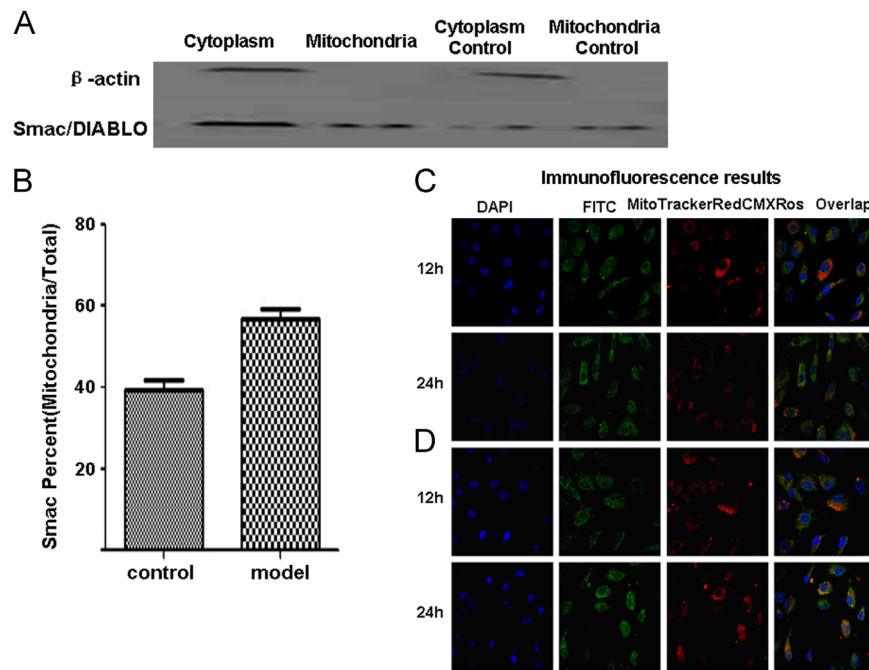 A
Cytoplasm Mitochondria Cytoplasm Control Mitochondria Control
β -actin
Smac/DIABLO
B
Smac Percent(Mitochondria/Total)
80
60
40
20
control model
C
Immunofluorescence results
DAPI FITC MitoTrackerRedCMXRos Overlap
12h
24h
D
12h
24h